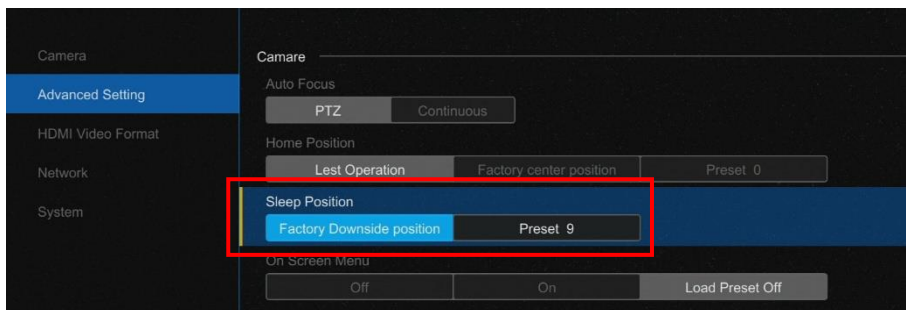 Camera
Advanced Setting
HDMI Video Format
Network
System
Camare
Auto Focus
PTZ Continuous
Home Position
Lest Operation Factory center position Preset 0
Sleep Position
Factory Downside position Preset 9
On Screen Menu
Off On Load Preset Off